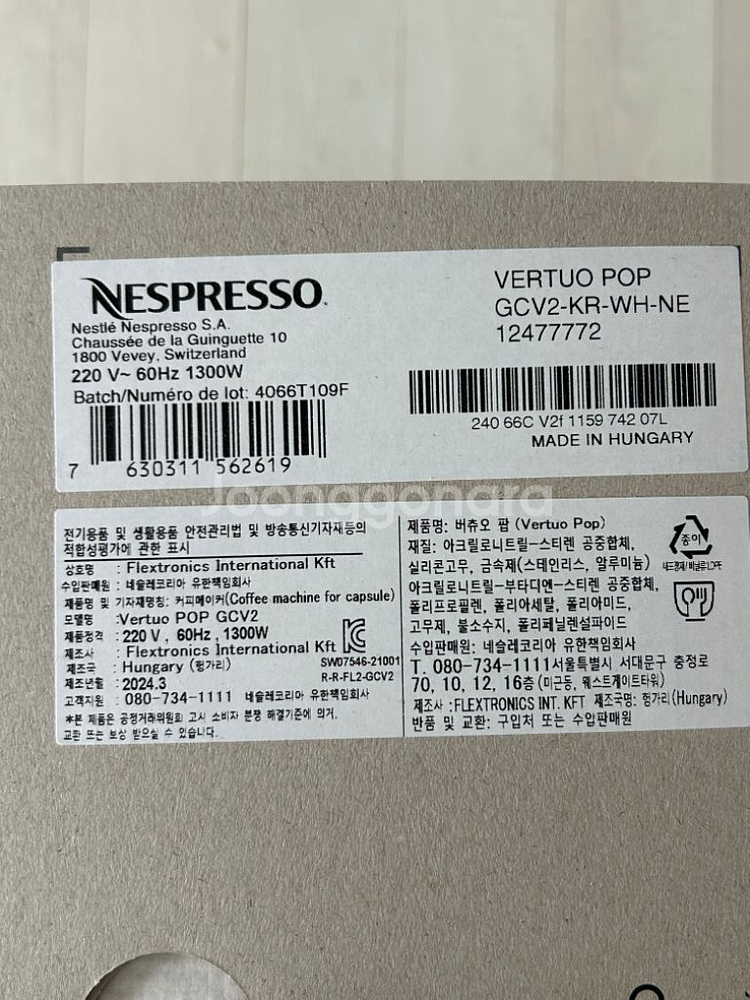 NESPRESSO.
Nestlé Nespresso S.A.
Chaussée de la Guinguette 10
1800 Vevey, Switzerland
220 V~ 60Hz 1300W
Batch/Numéro de lot: 4066T109F
7 630311 562619
VERTUO POP
GCV2-KR-WH-NE
12477772
240 66C V2f 1159 742 07L
MADE IN HUNGARY
Joonggonara
전기용품 및 생활용품 안전관리법 및 방송통신기자재등의
적합성평가에 관한 표시
상호명 : Flextronics International Kft
수입판매원 : 네슬레코리아 유한책임회사
제품명 및 기자재명칭: 커피메이커(Coffee machine for capsule)
모델명 :Vertuo POP GCV2
제품정격 : 220 V , 60Hz , 1300W
제조사 : Flextronics International Kft
제조국 : Hungary (헝가리)
제조년월 : 2024.3
고객지원 : 080-734-1111 네슬레코리아 유한책임회사
SW07546-21001
R-R-FL2-GCV2
*본 제품은 공정거래위원회 고시 소비자 분쟁 해결기준에 의거,
교환 또는 보상 받으실 수 있습니다.
제품명: 버츄오 팝 (Vertuo Pop)
재질: 아크릴로니트릴-스티렌 공중합체,
실리콘고무, 금속제(스테인리스, 알루미늄)
아크릴로니트릴-부타디엔-스티렌 공중합체,
폴리프로필렌, 폴리아세탈, 폴리아미드,
고무제, 불소수지, 폴리페닐렌설파이드
수입판매원: 네슬레코리아 유한책임회사
T. 080-734-1111서울특별시 서대문구 충정로
70, 10, 12, 16층 (미근동, 웨스트게이트타워)
제조사 :FLEXTRONICS INT. KFT 제조국명: 헝가리(Hungary)
반품 및 교환: 구입처 또는 수입판매원
종이